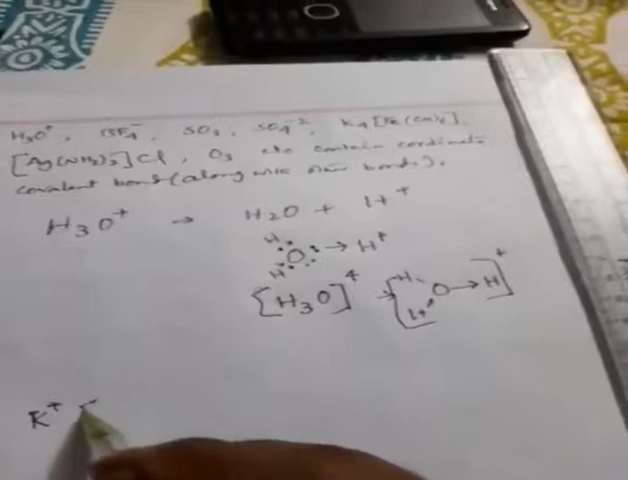 H3O+, BF4-, SO3, SO4-2, K4[Fe(CN)6],
[Ag(NH3)2]Cl, O3 etc contain cordinate
covalent bond (along with other bonds).
H3O+ → H2O + H+
H
O → H+
H
[H3O]+ → [H O → H]+
H
K+